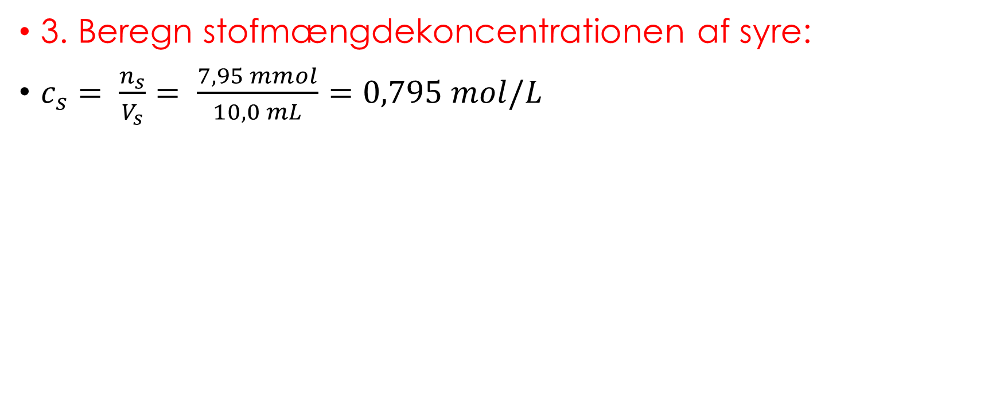 • 3. Beregn stofmængdekoncentrationen af syre:
• c_s = n_s/V_s = 7,95 mmol/10,0 mL = 0,795 mol/L